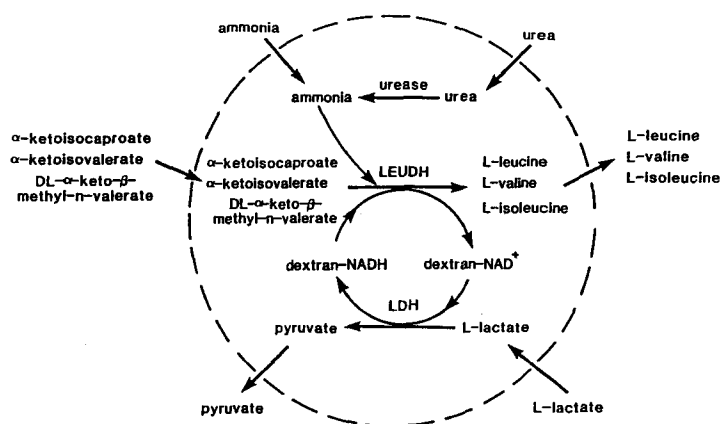 ammonia
urea
urease
ammonia
urea
α-ketoisocaproate
α-ketoisovalerate
DL-α-keto-β-
methyl-n-valerate
α-ketoisocaproate
α-ketoisovalerate
DL-α-keto-β-
methyl-n-valerate
LEUDH
L-leucine
L-valine
L-isoleucine
L-leucine
L-valine
L-isoleucine
dextran-NADH
dextran-NAD+
LDH
pyruvate
L-lactate
pyruvate
L-lactate